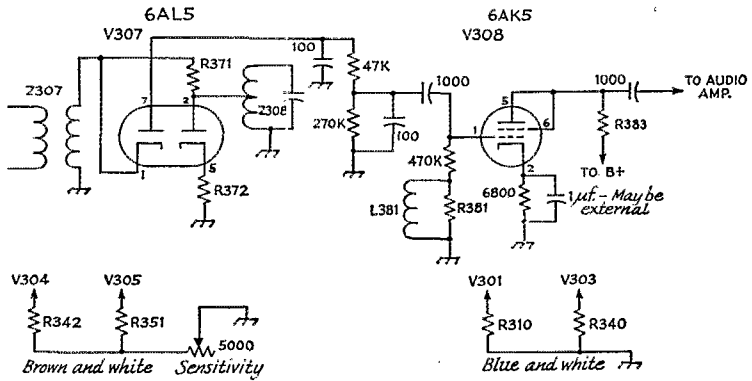 6AL5
V307
6AK5
V308
R371
100
47K
1000
1000
TO AUDIO AMP.
Z307
7
2
Z308
5
6
1
R383
270K
100
470K
TO B+
1
5
R372
2
L381
R381
6800
1µf. - May be external
V304
V305
V301
V303
R342
R351
5000
R310
R340
Brown and white
Sensitivity
Blue and white